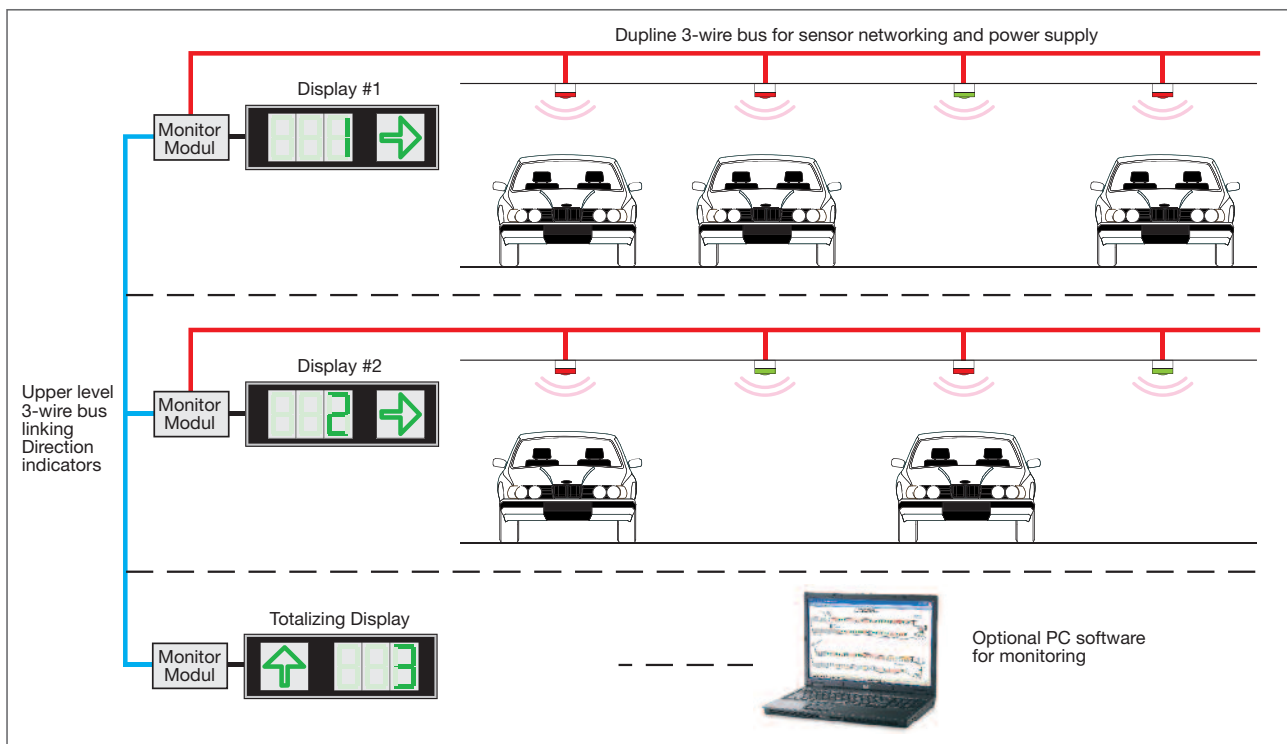 Dupline 3-wire bus for sensor networking and power supply
Display #1
Monitor
Modul
1
Display #2
Upper level
3-wire bus
linking
Direction
indicators
Monitor
Modul
2
Totalizing Display
Monitor
Modul
3
Optional PC software
for monitoring